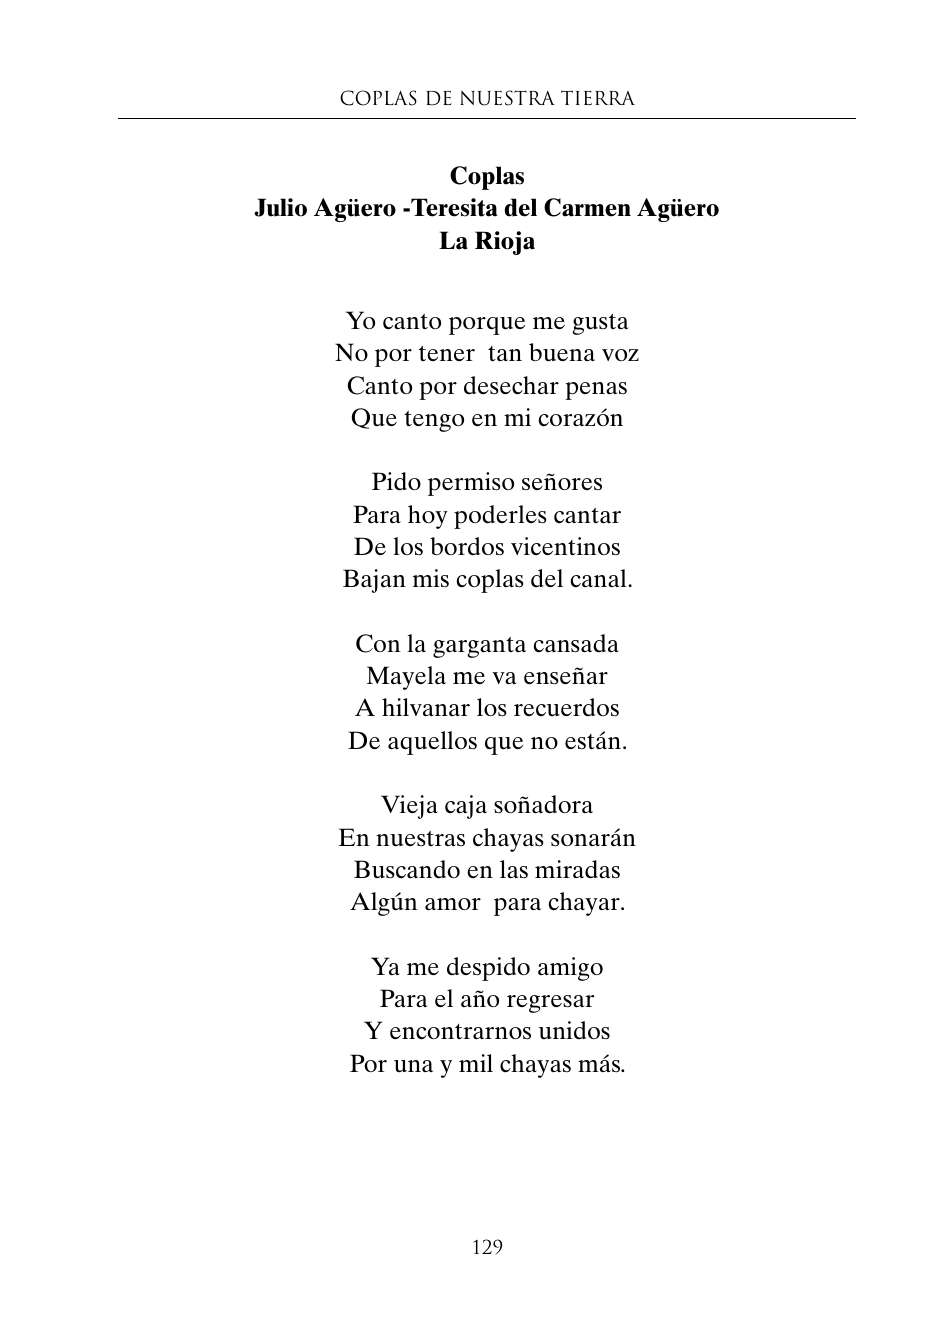 COPLAS DE NUESTRA TIERRA
Coplas
Julio Agüero -Teresita del Carmen Agüero
La Rioja
Yo canto porque me gusta
No por tener  tan buena voz
Canto por desechar penas
Que tengo en mi corazón
Pido permiso señores
Para hoy poderles cantar
De los bordos vicentinos
Bajan mis coplas del canal.
Con la garganta cansada
Mayela me va enseñar
A hilvanar los recuerdos
De aquellos que no están.
Vieja caja soñadora
En nuestras chayas sonarán
Buscando en las miradas
Algún amor  para chayar.
Ya me despido amigo
Para el año regresar
Y encontrarnos unidos
Por una y mil chayas más.
129